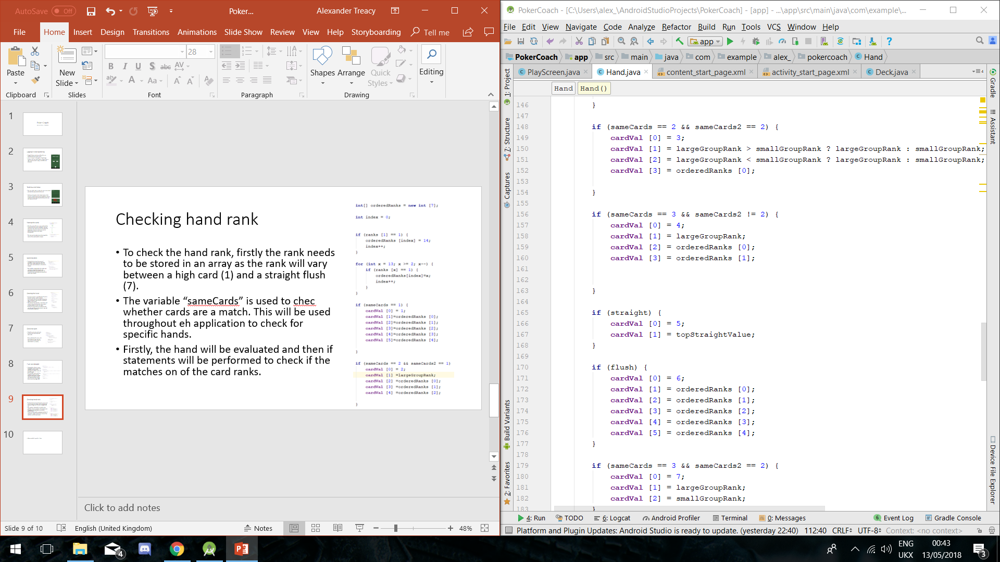 AutoSave Off
Poker...
Alexander Treacy
File Home Insert Design Transitions Animations Slide Show Review View Help Storyboarding Tell me
Paste
New
Slide
28
Shapes Arrange Quick
Styles
Editing
Clipboard Slides Font Paragraph Drawing
1
2
3
4
5
6
7
8
9
10
Checking hand rank
• To check the hand rank, firstly the rank needs
to be stored in an array as the rank will vary
between a high card (1) and a straight flush
(7).
• The variable “sameCards” is used to chec
whether cards are a match. This will be used
throughout eh application to check for
specific hands.
• Firstly, the hand will be evaluated and then if
statements will be performed to check if the
matches on of the card ranks.
int[] orderedRanks = new int [7];
int index = 0;
if (ranks [1] == 1) {
orderedRanks [index] = 14;
index++;
}
for (int x = 13; x >= 2; x--) {
if (ranks [x] == 1) {
orderedRanks[index]=x;
index++;
}
}
if (sameCards == 1) {
cardVal [0] = 1;
cardVal [1]=orderedRanks [0];
cardVal [2]=orderedRanks [1];
cardVal [3]=orderedRanks [2];
cardVal [4]=orderedRanks [3];
cardVal [5]=orderedRanks [4];
}
if (sameCards == 2 && sameCards2 == 1)
cardVal [0] = 2;
cardVal [1] =largeGroupRank;
cardVal [2] =orderedRanks [0];
cardVal [3] =orderedRanks [1];
cardVal [4] =orderedRanks [2];
}
Click to add notes
Slide 9 of 10 English (United Kingdom) Notes 48%
PokerCoach - [C:\Users\alex_\AndroidStudioProjects\PokerCoach] - [app] - ...\app\src\main\java\com\example\...
File Edit View Navigate Code Analyze Refactor Build Run Tools VCS Window Help
app
PokerCoach app src main java com example alex_ pokercoach Hand
PlayScreen.java Hand.java content_start_page.xml activity_start_page.xml Deck.java
Hand Hand()
1: Project
7: Structure
Captures
Build Variants
2: Favorites
146 }
147
148 if (sameCards == 2 && sameCards2 == 2) {
149 cardVal [0] = 3;
150 cardVal [1] = largeGroupRank > smallGroupRank ? largeGroupRank : smallGroupRank;
151 cardVal [2] = largeGroupRank < smallGroupRank ? largeGroupRank : smallGroupRank;
152 cardVal [3] = orderedRanks [0];
153
154 }
155
156 if (sameCards == 3 && sameCards2 != 2) {
157 cardVal [0] = 4;
158 cardVal [1] = largeGroupRank;
159 cardVal [2] = orderedRanks [0];
160 cardVal [3] = orderedRanks [1];
161
162
163 }
164
165 if (straight) {
166 cardVal [0] = 5;
167 cardVal [1] = topStraightValue;
168 }
169
170 if (flush) {
171 cardVal [0] = 6;
172 cardVal [1] = orderedRanks [0];
173 cardVal [2] = orderedRanks [1];
174 cardVal [3] = orderedRanks [2];
175 cardVal [4] = orderedRanks [3];
176 cardVal [5] = orderedRanks [4];
177 }
178
179 if (sameCards == 3 && sameCards2 == 2) {
180 cardVal [0] = 7;
181 cardVal [1] = largeGroupRank;
182 cardVal [2] = smallGroupRank;
183 }
Gradle
Assistant
Device File Explorer
4: Run TODO 6: Logcat Android Profiler Terminal 0: Messages Event Log Gradle Console
Platform and Plugin Updates: Android Studio is ready to update. (yesterday 22:40) 112:40 CRLF UTF-8 Context: <no context>
4
ENG
UKX
00:43
13/05/2018
3